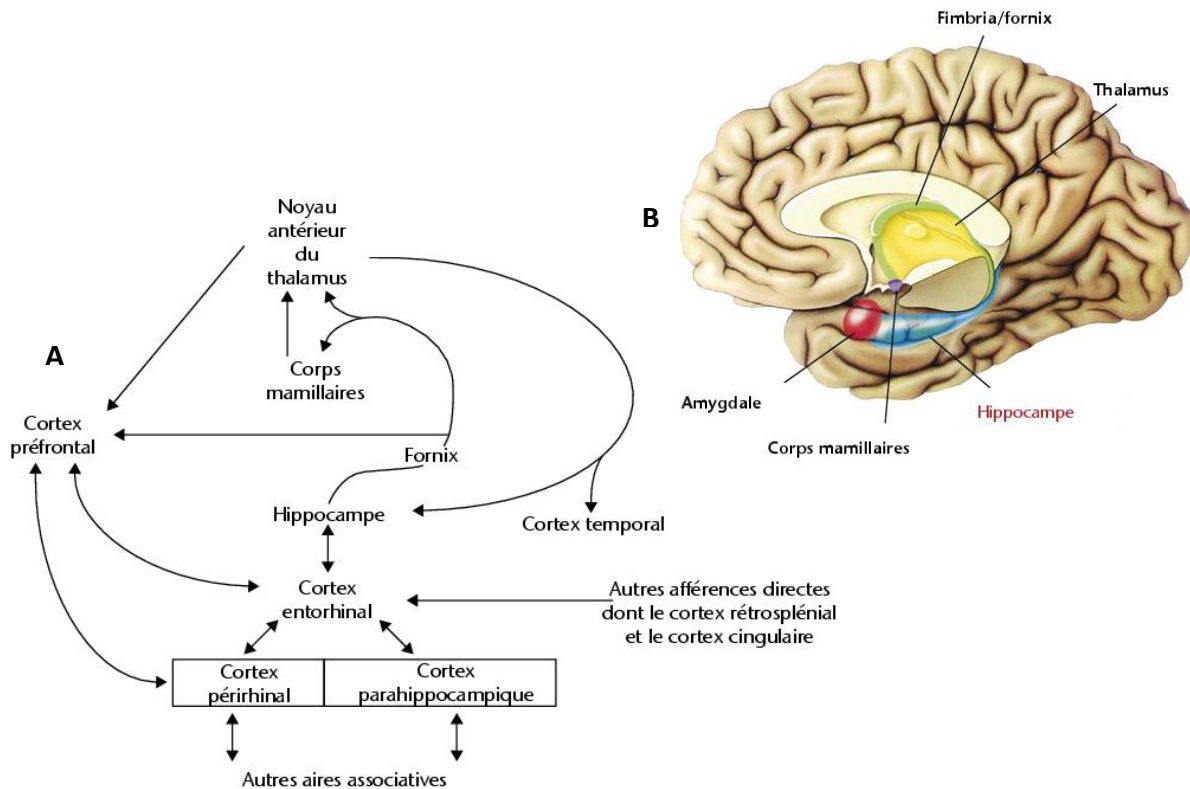 A
Noyau
antérieur
du
thalamus
Corps
mamillaires
Cortex
préfrontal
Fornix
Hippocampe
Cortex temporal
Cortex
entorhinal
Autres afférences directes
dont le cortex rétrosplénial
et le cortex cingulaire
Cortex
périrhinal
Cortex
parahippocampique
Autres aires associatives
B
Fimbria/fornix
Thalamus
Amygdale
Hippocampe
Corps mamillaires